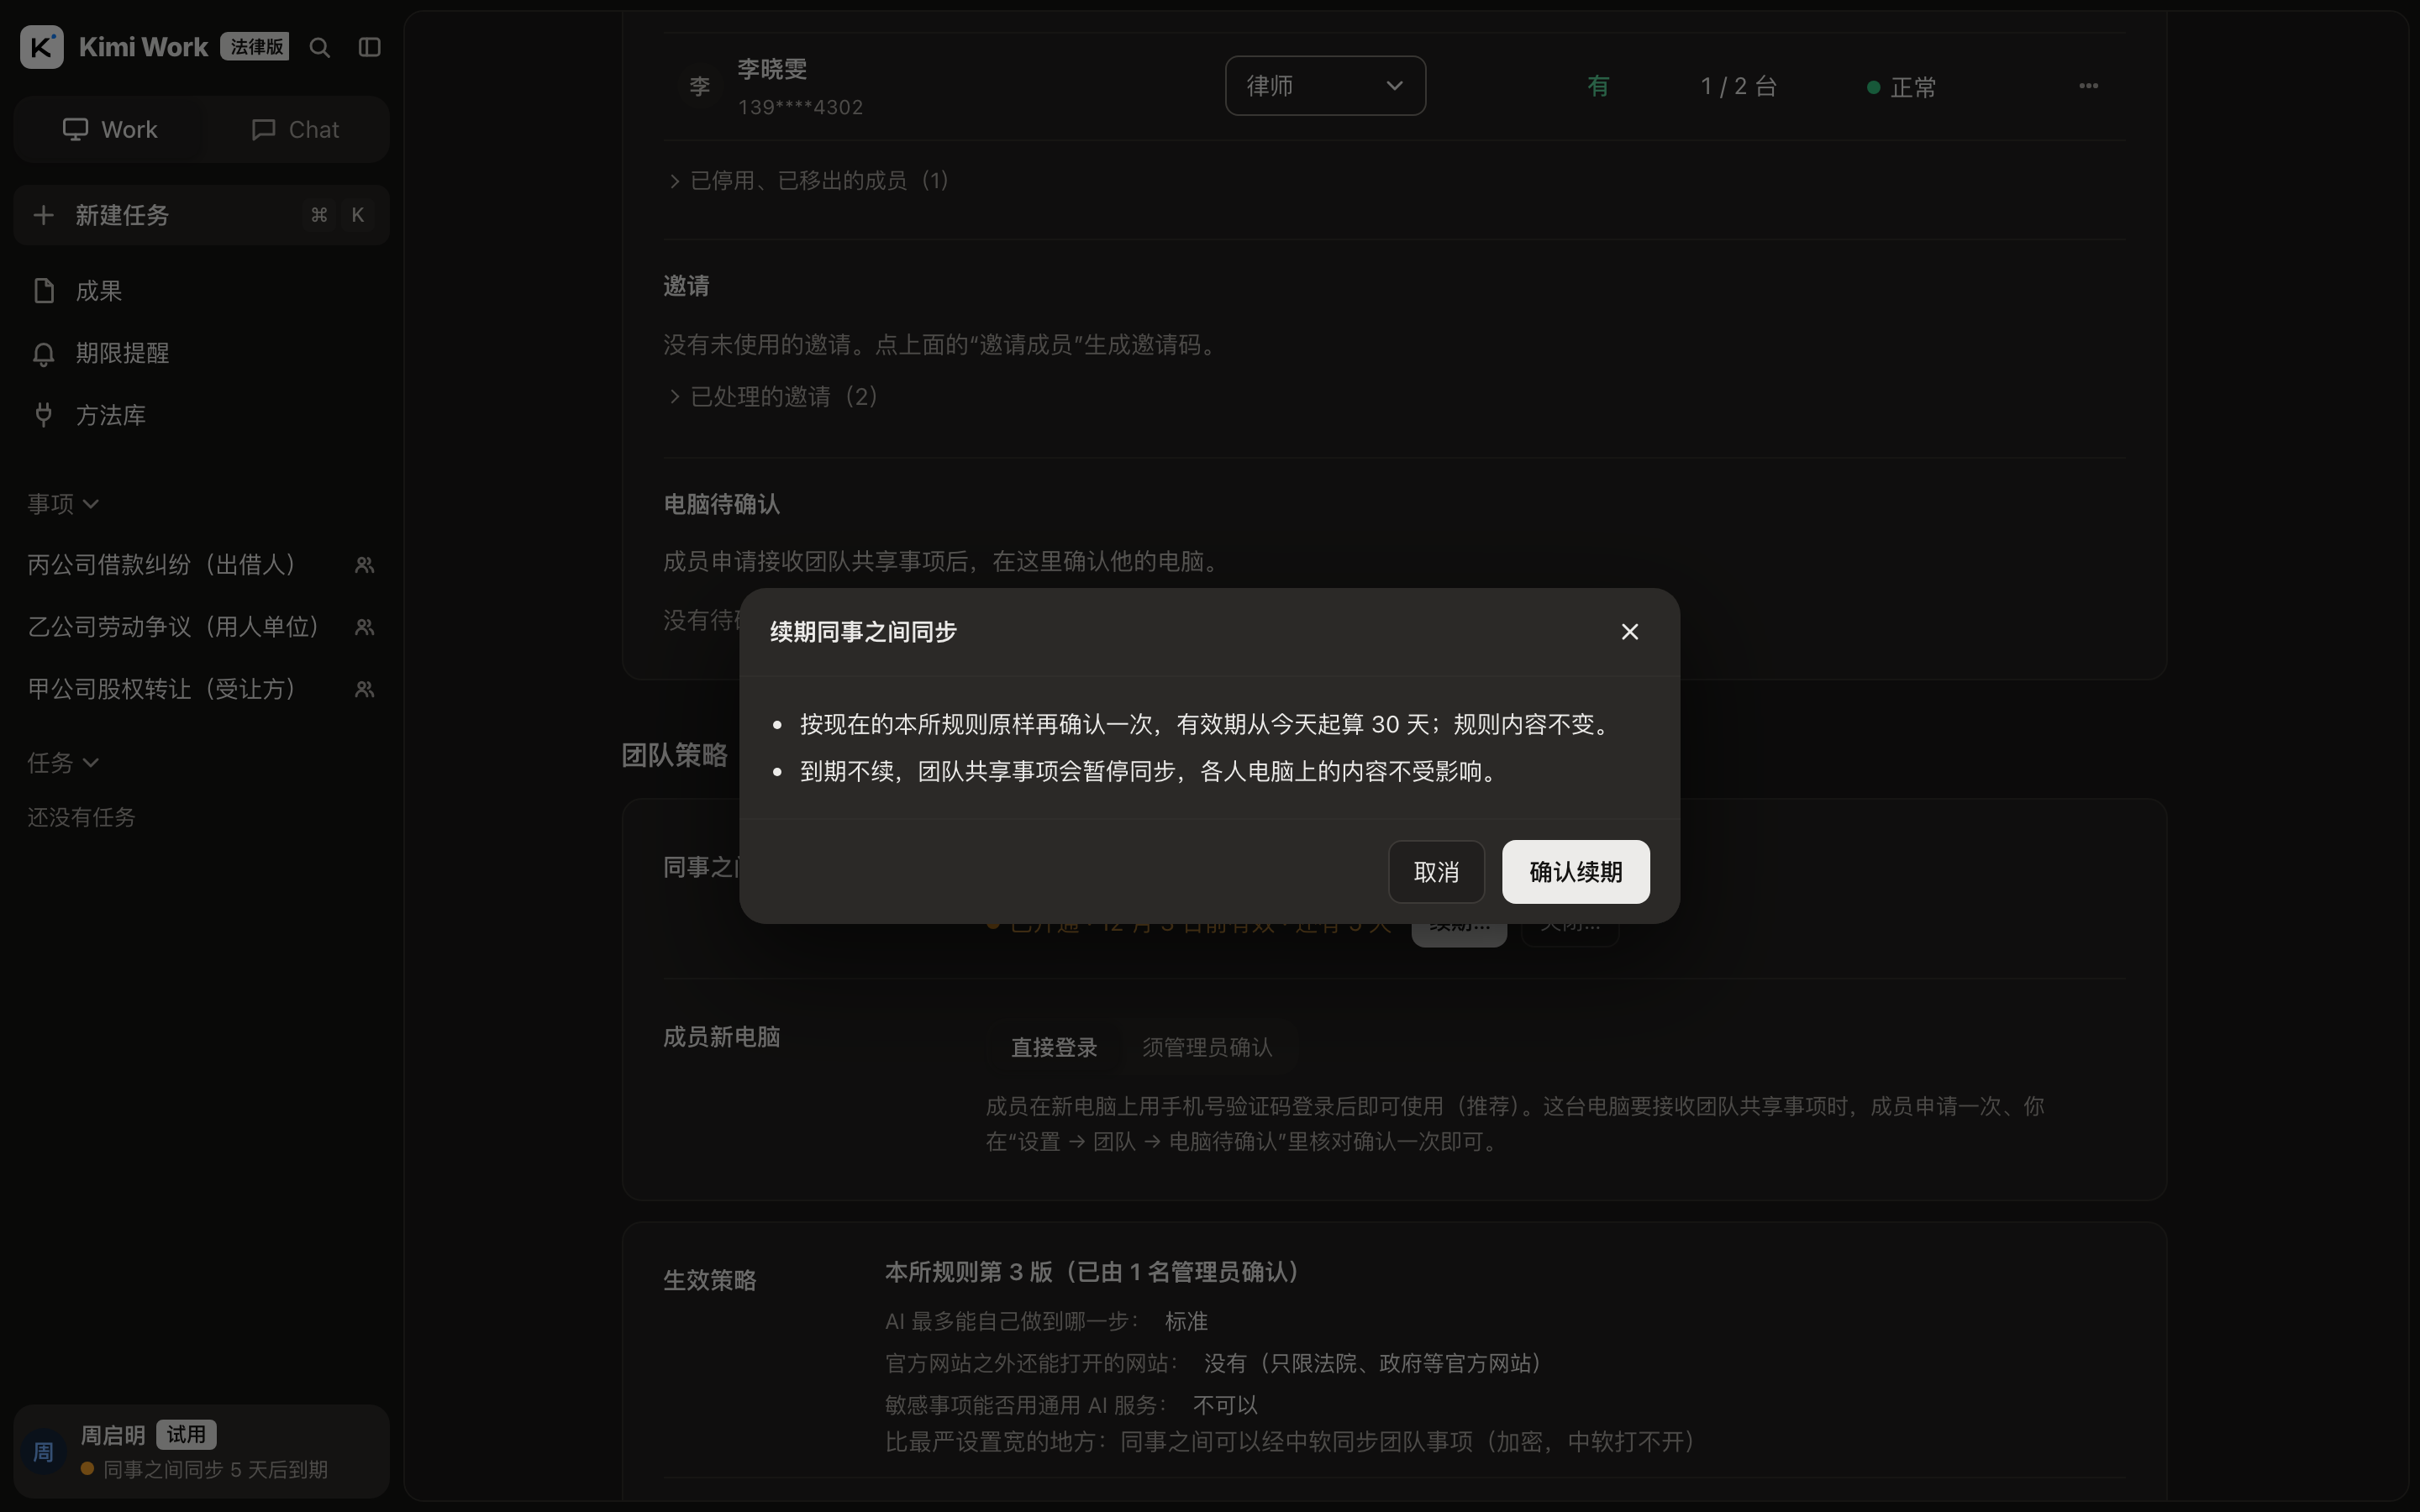 Kimi Work 法律版
Work
Chat
新建任务 ⌘ K
成果
期限提醒
方法库
事项
丙公司借款纠纷（出借人）
乙公司劳动争议（用人单位）
甲公司股权转让（受让方）
任务
还没有任务
周 周启明 试用
同事之间同步 5 天后到期
李 李晓雯
139****4302
律师
有
1 / 2 台
正常
已停用、已移出的成员（1）
邀请
没有未使用的邀请。点上面的“邀请成员”生成邀请码。
已处理的邀请（2）
电脑待确认
成员申请接收团队共享事项后，在这里确认他的电脑。
没有待
续期同事之间同步
按现在的本所规则原样再确认一次，有效期从今天起算 30 天；规则内容不变。
到期不续，团队共享事项会暂停同步，各人电脑上的内容不受影响。
取消
确认续期
团队策略
同事之
成员新电脑
直接登录
须管理员确认
成员在新电脑上用手机号验证码登录后即可使用（推荐）。这台电脑要接收团队共享事项时，成员申请一次、你
在“设置 → 团队 → 电脑待确认”里核对确认一次即可。
生效策略
本所规则第 3 版（已由 1 名管理员确认）
AI 最多能自己做到哪一步： 标准
官方网站之外还能打开的网站： 没有（只限法院、政府等官方网站）
敏感事项能否用通用 AI 服务： 不可以
比最严设置宽的地方：同事之间可以经中软同步团队事项（加密，中软打不开）